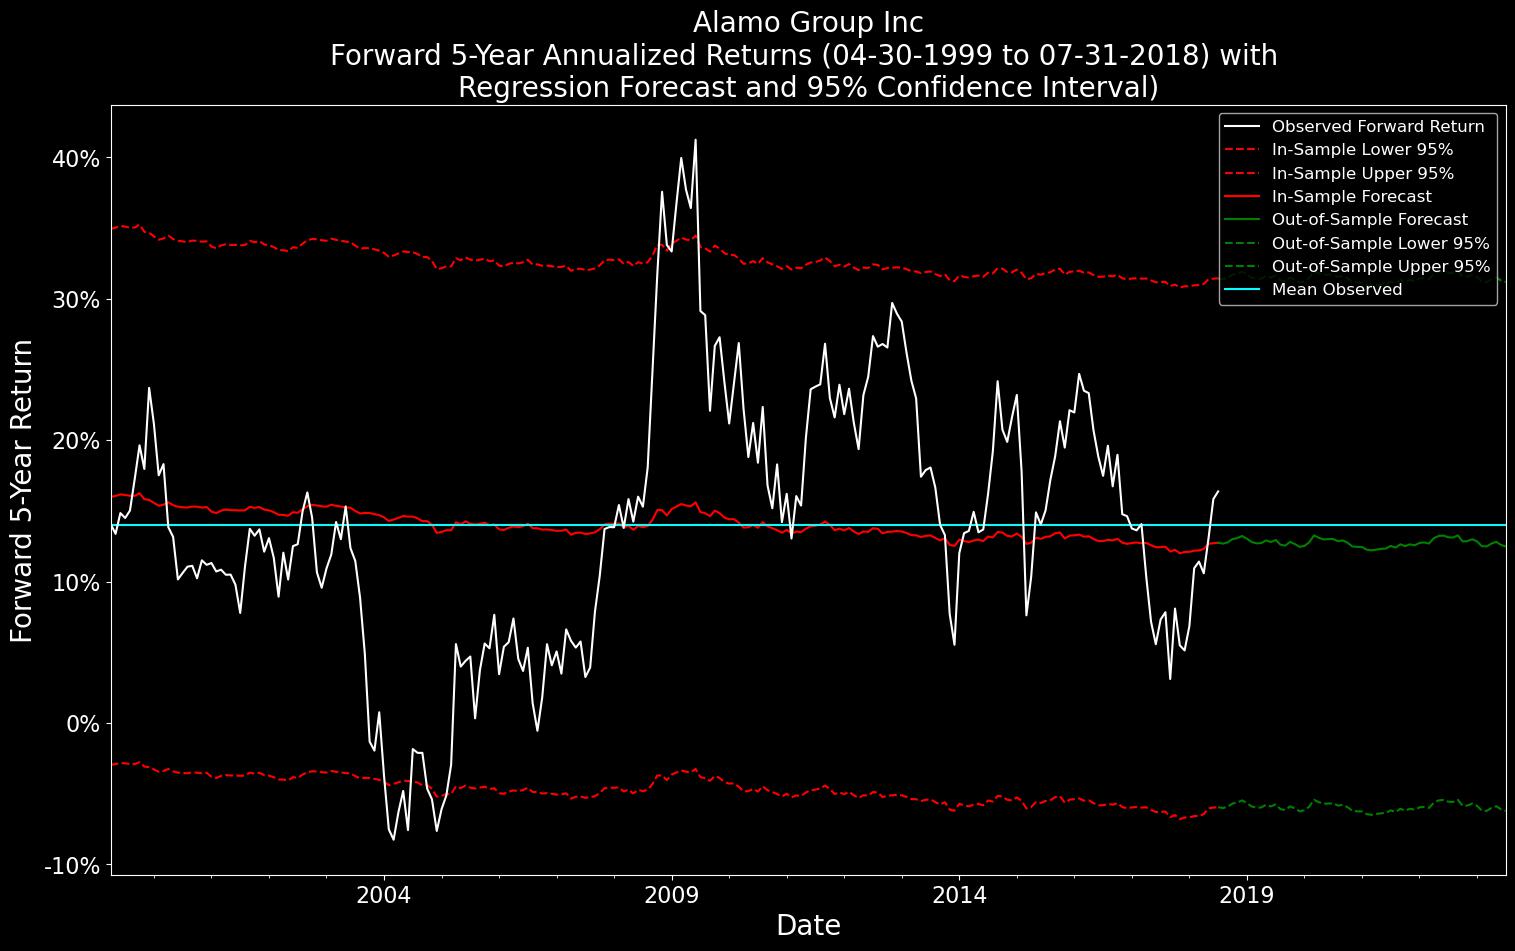 Alamo Group Inc
Forward 5-Year Annualized Returns (04-30-1999 to 07-31-2018) with
Regression Forecast and 95% Confidence Interval)
Observed Forward Return
In-Sample Lower 95%
In-Sample Upper 95%
In-Sample Forecast
Out-of-Sample Forecast
Out-of-Sample Lower 95%
Out-of-Sample Upper 95%
Mean Observed
Forward 5-Year Return
40%
30%
20%
10%
0%
-10%
2004
2009
2014
2019
Date